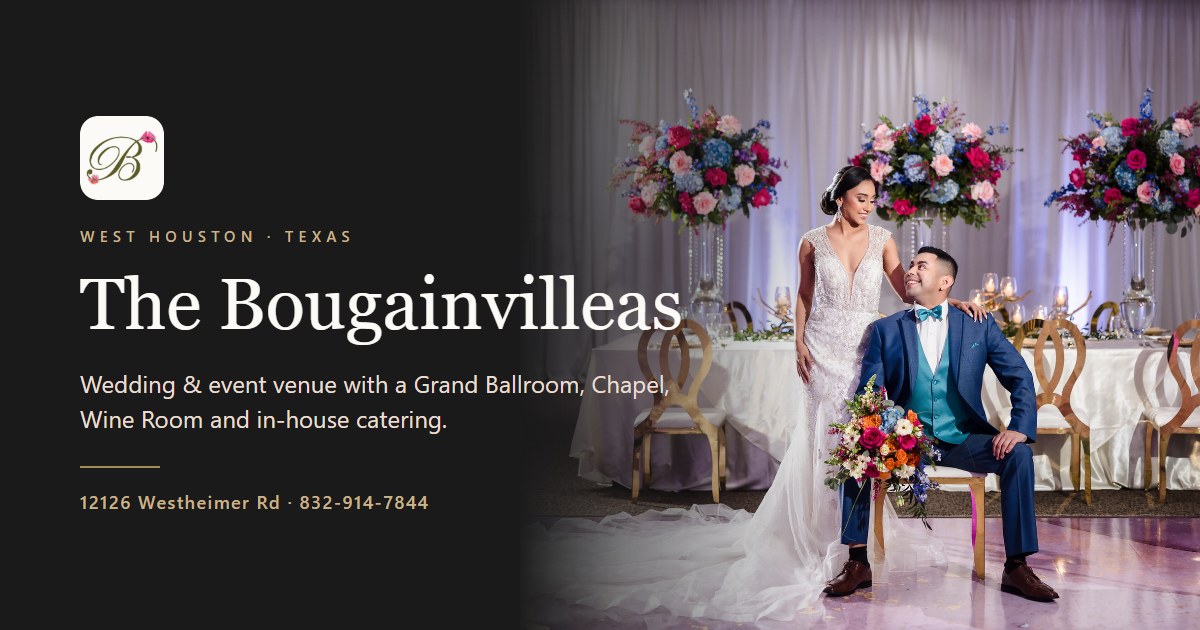 B
WEST HOUSTON · TEXAS
The Bougainvilleas
Wedding & event venue with a Grand Ballroom, Chapel,
Wine Room and in-house catering.
12126 Westheimer Rd · 832-914-7844